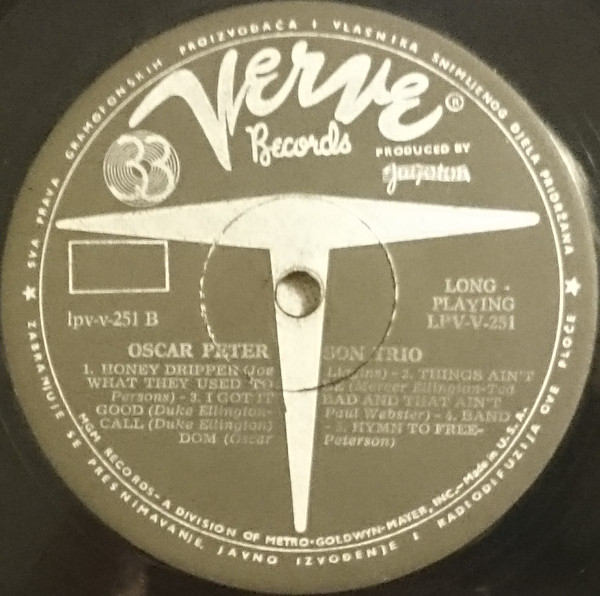 ★ SVA PRAVA GRAMOFONSKIH PROIZVOĐAČA I VLASNIKA SNIMLJENOG DJELA PRIDRŽANA ★
Verve ®
Records
PRODUCED BY
Jugoton
33
LONG -
PLAYING
lpv-v-251 B LPV-V-251
OSCAR PETER SON TRIO
1. HONEY DRIPPER (Joe Liggins) - 2. THINGS AIN'T
WHAT THEY USED TO BE (Mercer Ellington-Ted
Persons) - 3. I GOT IT BAD AND THAT AIN'T
GOOD (Duke Ellington- Paul Webster) - 4. BAND
CALL (Duke Ellington) - 5. HYMN TO FREE-
DOM (Oscar Peterson)
MGM RECORDS - A DIVISION OF METRO-GOLDWYN-MAYER, INC. - Made in U. S. A.
ZABRANJUJE SE PRESNIMAVANJE, JAVNO IZVOĐENJE I RADIODIFUZIJA OVE PLOČE